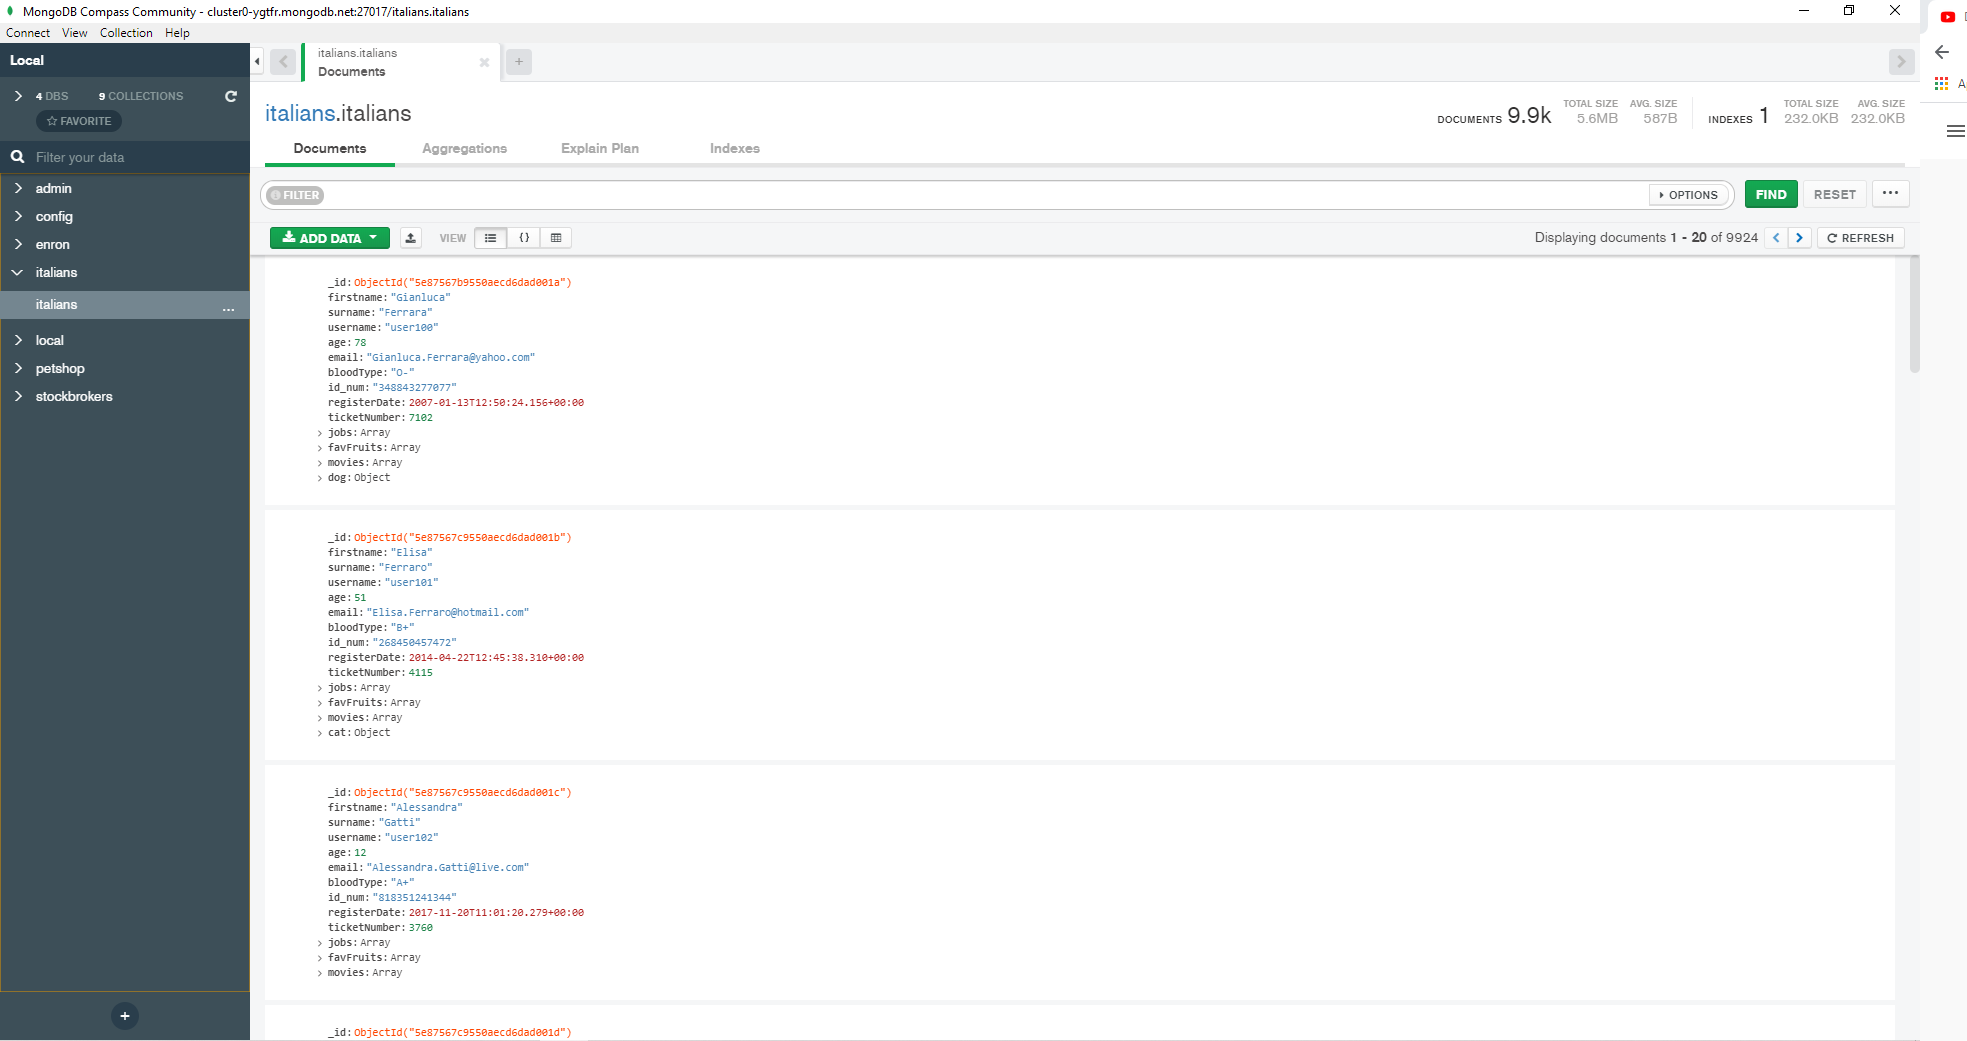 MongoDB Compass Community - cluster0-ygtfr.mongodb.net:27017/italians.italians
Connect View Collection Help
Local
4 DBS 9 COLLECTIONS
FAVORITE
Filter your data
admin
config
enron
italians
italians
...
local
petshop
stockbrokers
+
italians.italians
Documents
+
italians.italians
DOCUMENTS 9.9k TOTAL SIZE 5.6MB AVG. SIZE 587B INDEXES 1 TOTAL SIZE 232.0KB AVG. SIZE 232.0KB
Documents Aggregations Explain Plan Indexes
FILTER OPTIONS FIND RESET ...
ADD DATA VIEW {} Displaying documents 1 - 20 of 9924 REFRESH
_id: ObjectId("5e87567b9550aecd6dad001a")
firstname: "Gianluca"
surname: "Ferrara"
username: "user100"
age: 78
email: "Gianluca.Ferrara@yahoo.com"
bloodType: "O-"
id_num: "348843277077"
registerDate: 2007-01-13T12:50:24.156+00:00
ticketNumber: 7102
jobs: Array
favFruits: Array
movies: Array
dog: Object
_id: ObjectId("5e87567c9550aecd6dad001b")
firstname: "Elisa"
surname: "Ferraro"
username: "user101"
age: 51
email: "Elisa.Ferraro@hotmail.com"
bloodType: "B+"
id_num: "268450457472"
registerDate: 2014-04-22T12:45:38.310+00:00
ticketNumber: 4115
jobs: Array
favFruits: Array
movies: Array
cat: Object
_id: ObjectId("5e87567c9550aecd6dad001c")
firstname: "Alessandra"
surname: "Gatti"
username: "user102"
age: 12
email: "Alessandra.Gatti@live.com"
bloodType: "A+"
id_num: "818351241344"
registerDate: 2017-11-20T11:01:20.279+00:00
ticketNumber: 3760
jobs: Array
favFruits: Array
movies: Array
_id: ObjectId("5e87567c9550aecd6dad001d")